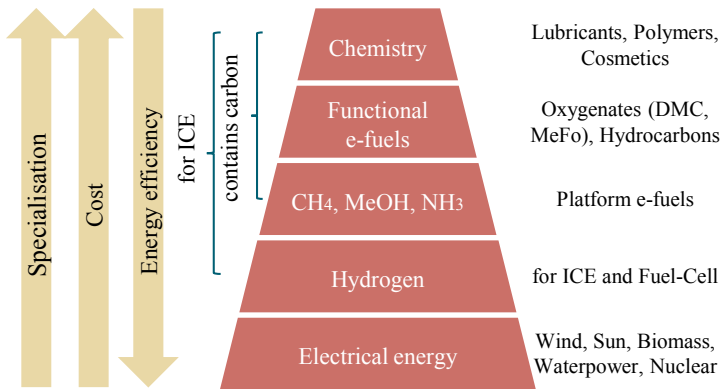 Specialisation
Cost
Energy efficiency
for ICE
contains carbon
Chemistry
Lubricants, Polymers,
Cosmetics
Functional
e-fuels
Oxygenates (DMC,
MeFo), Hydrocarbons
CH4, MeOH, NH3
Platform e-fuels
Hydrogen
for ICE and Fuel-Cell
Electrical energy
Wind, Sun, Biomass,
Waterpower, Nuclear